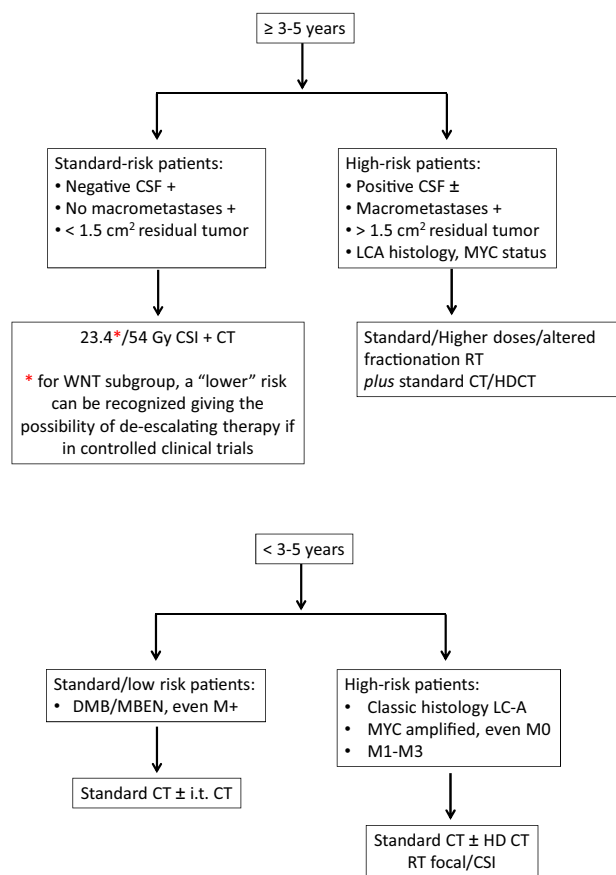 ≥ 3-5 years
Standard-risk patients:
• Negative CSF +
• No macrometastases +
• < 1.5 cm² residual tumor
High-risk patients:
• Positive CSF ±
• Macrometastases +
• > 1.5 cm² residual tumor
• LCA histology, MYC status
23.4*/54 Gy CSI + CT
* for WNT subgroup, a “lower” risk
can be recognized giving the
possibility of de-escalating therapy if
in controlled clinical trials
Standard/Higher doses/altered
fractionation RT
plus standard CT/HDCT
< 3-5 years
Standard/low risk patients:
• DMB/MBEN, even M+
High-risk patients:
• Classic histology LC-A
• MYC amplified, even M0
• M1-M3
Standard CT ± i.t. CT
Standard CT ± HD CT
RT focal/CSI